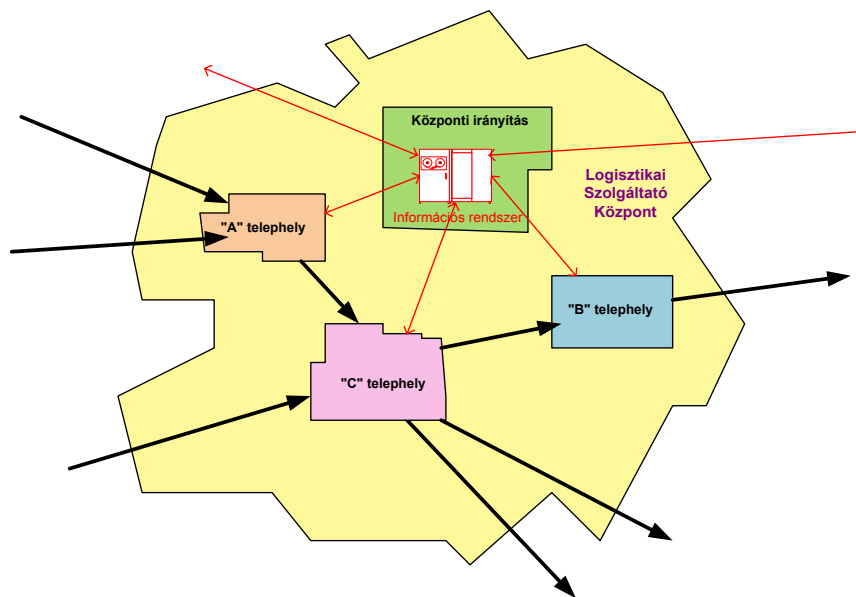 Központi irányítás
Információs rendszer
Logisztikai
Szolgáltató
Központ
"A" telephely
"B" telephely
"C" telephely